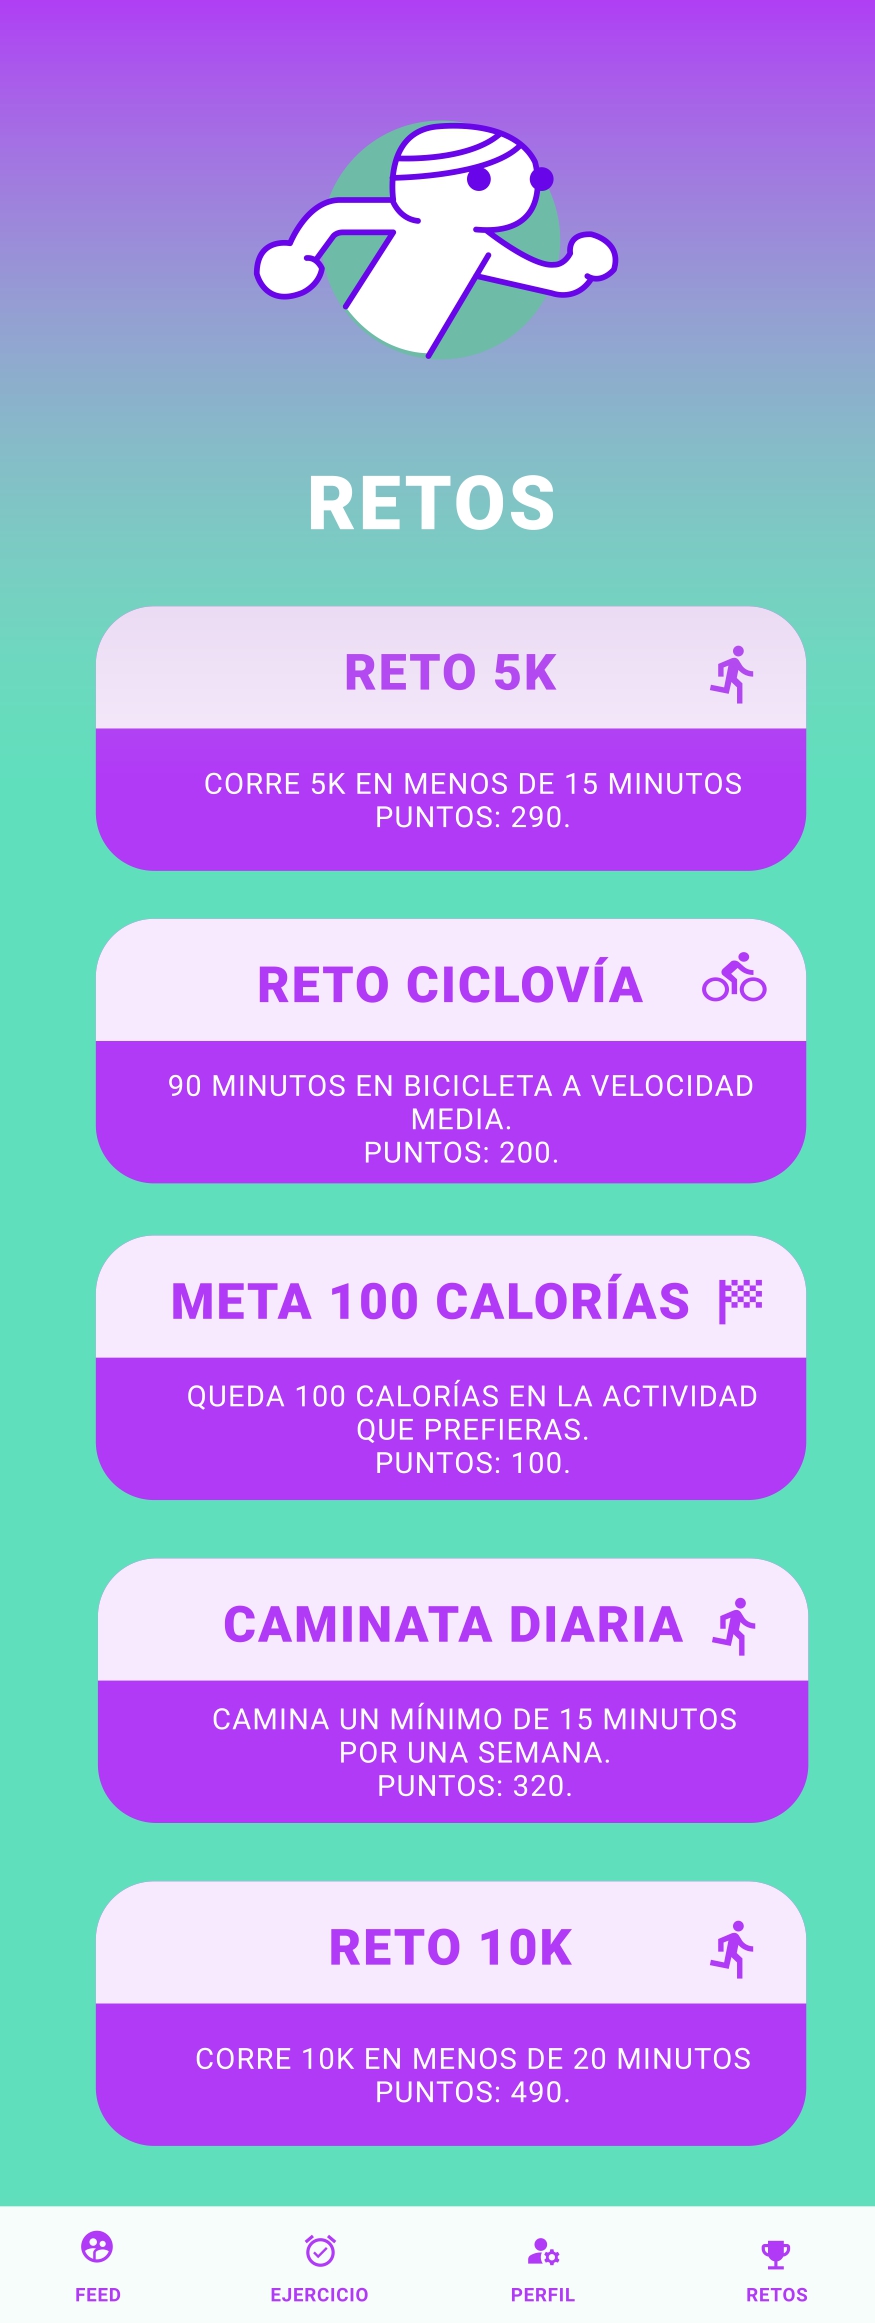 RETOS
RETO 5K
CORRE 5K EN MENOS DE 15 MINUTOS
PUNTOS: 290.
RETO CICLOVÍA
90 MINUTOS EN BICICLETA A VELOCIDAD
MEDIA.
PUNTOS: 200.
META 100 CALORÍAS
QUEDA 100 CALORÍAS EN LA ACTIVIDAD
QUE PREFIERAS.
PUNTOS: 100.
CAMINATA DIARIA
CAMINA UN MÍNIMO DE 15 MINUTOS
POR UNA SEMANA.
PUNTOS: 320.
RETO 10K
CORRE 10K EN MENOS DE 20 MINUTOS
PUNTOS: 490.
FEED
EJERCICIO
PERFIL
RETOS